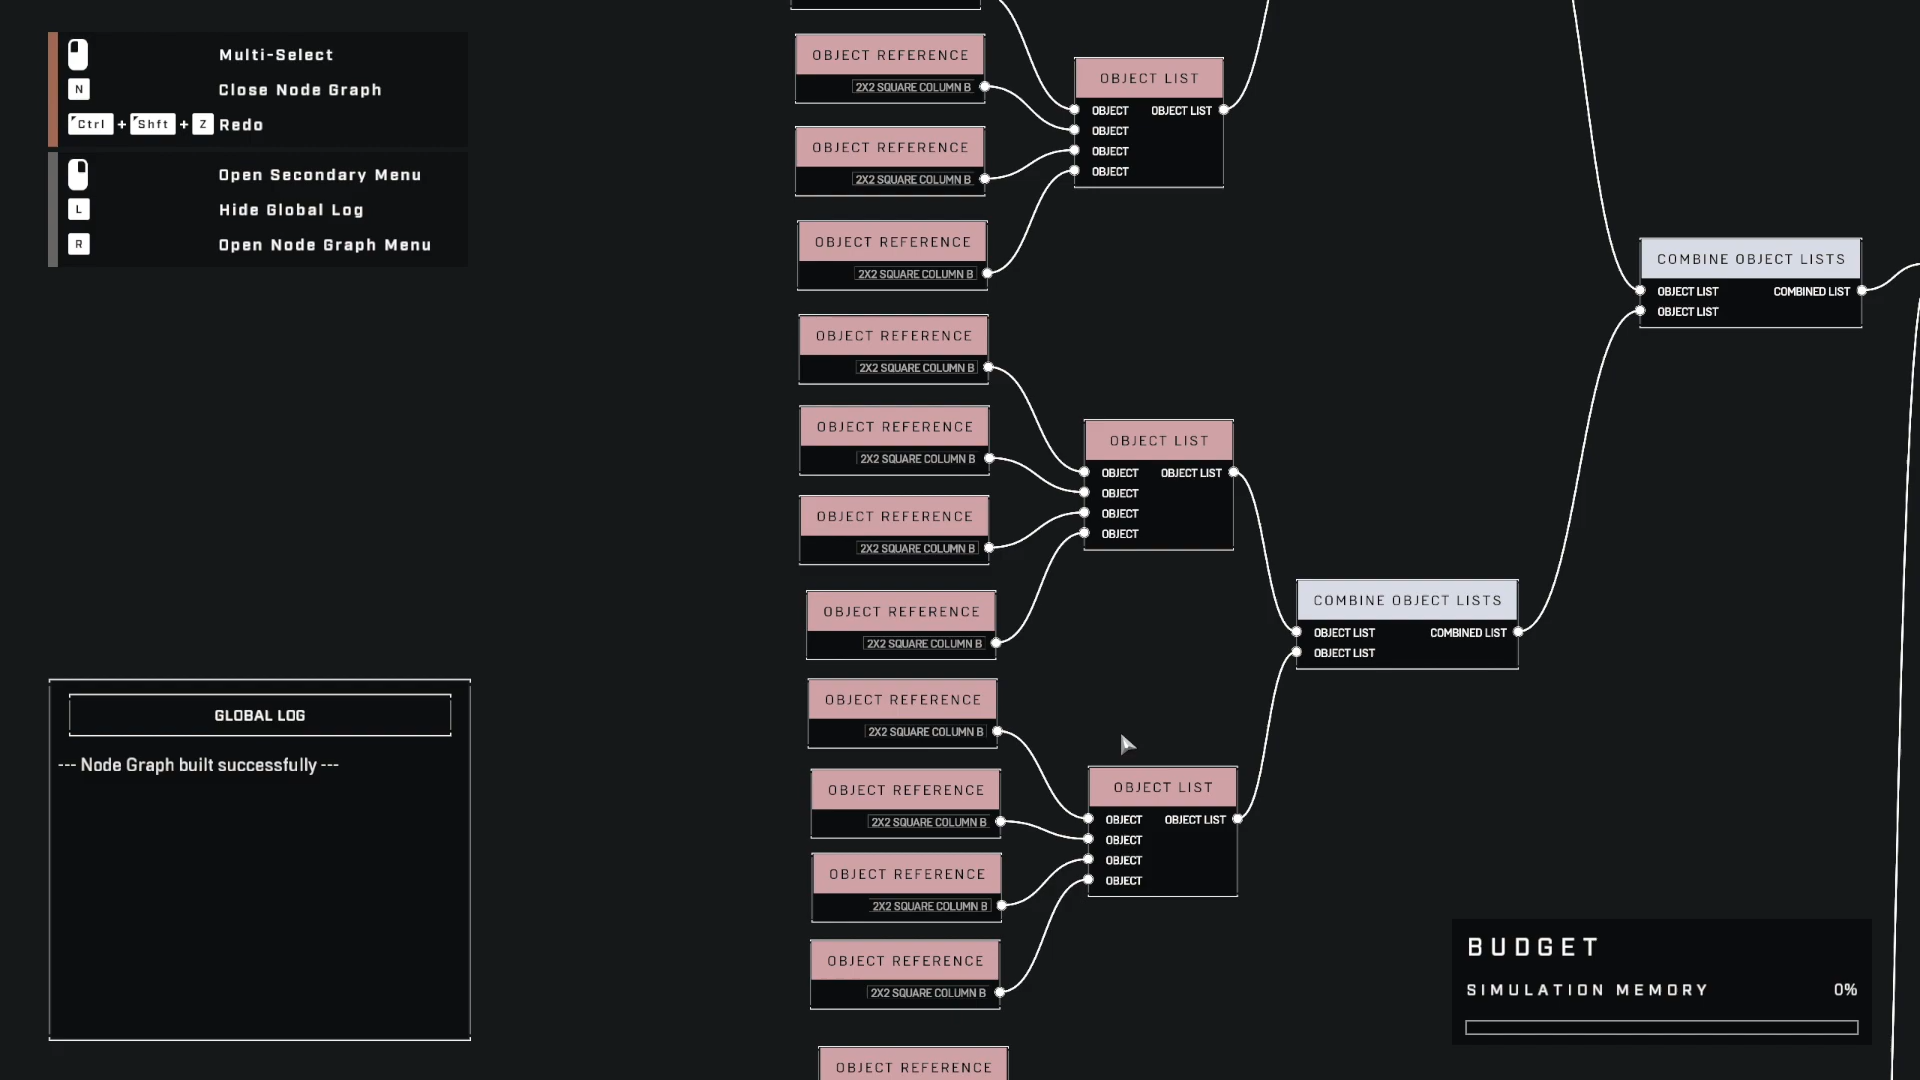 Multi-Select
N Close Node Graph
Ctrl + Shft + Z Redo
Open Secondary Menu
L Hide Global Log
R Open Node Graph Menu
GLOBAL LOG
--- Node Graph built successfully ---
OBJECT REFERENCE
2X2 SQUARE COLUMN B
OBJECT REFERENCE
2X2 SQUARE COLUMN B
OBJECT REFERENCE
2X2 SQUARE COLUMN B
OBJECT REFERENCE
2X2 SQUARE COLUMN B
OBJECT REFERENCE
2X2 SQUARE COLUMN B
OBJECT REFERENCE
2X2 SQUARE COLUMN B
OBJECT REFERENCE
2X2 SQUARE COLUMN B
OBJECT REFERENCE
2X2 SQUARE COLUMN B
OBJECT REFERENCE
2X2 SQUARE COLUMN B
OBJECT REFERENCE
2X2 SQUARE COLUMN B
OBJECT REFERENCE
2X2 SQUARE COLUMN B
OBJECT REFERENCE
OBJECT LIST
OBJECT OBJECT LIST
OBJECT
OBJECT
OBJECT
OBJECT LIST
OBJECT OBJECT LIST
OBJECT
OBJECT
OBJECT
OBJECT LIST
OBJECT OBJECT LIST
OBJECT
OBJECT
OBJECT
COMBINE OBJECT LISTS
OBJECT LIST COMBINED LIST
OBJECT LIST
COMBINE OBJECT LISTS
OBJECT LIST COMBINED LIST
OBJECT LIST
BUDGET
SIMULATION MEMORY 0%